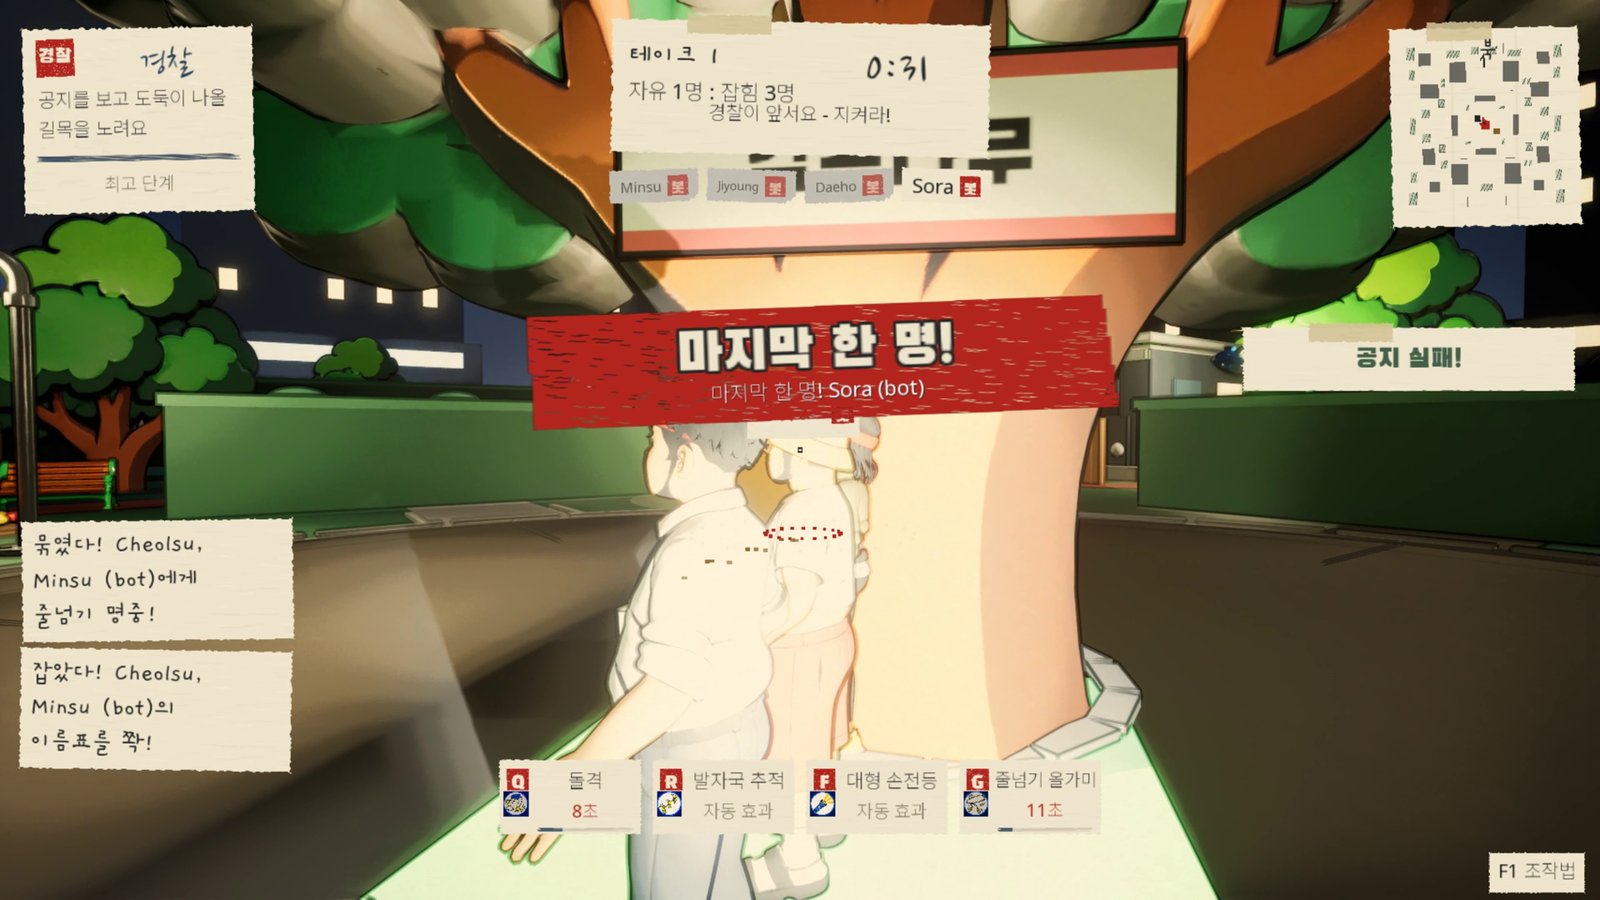 경찰 경찰
공지를 보고 도둑이 나올
길목을 노려요
최고 단계
테이크 1
0:31
자유 1명 : 잡힘 3명
경찰이 앞서요 - 지켜라!
Minsu 봇
Jiyoung 봇
Daeho 봇
Sora 봇
북
마지막 한 명!
마지막 한 명! Sora (bot)
공지 실패!
묶였다! Cheolsu,
Minsu (bot)에게
줄넘기 명중!
잡았다! Cheolsu,
Minsu (bot)의
이름표를 쫙!
Q 돌격
8초
R 발자국 추적
자동 효과
F 대형 손전등
자동 효과
G 줄넘기 올가미
11초
F1 조작법